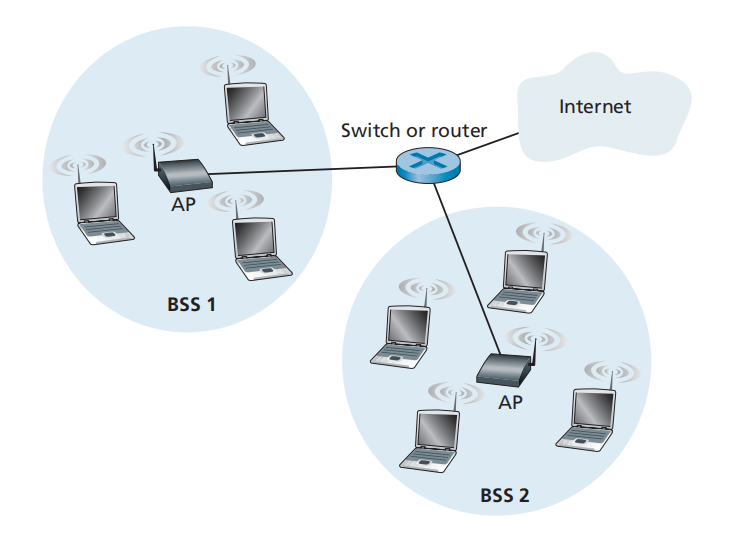 Internet
Switch or router
AP
BSS 1
AP
BSS 2